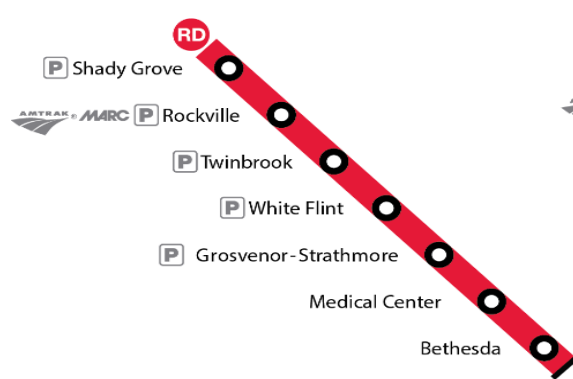 RD
P Shady Grove
AMTRAK® MARC P Rockville
P Twinbrook
P White Flint
P Grosvenor-Strathmore
Medical Center
Bethesda